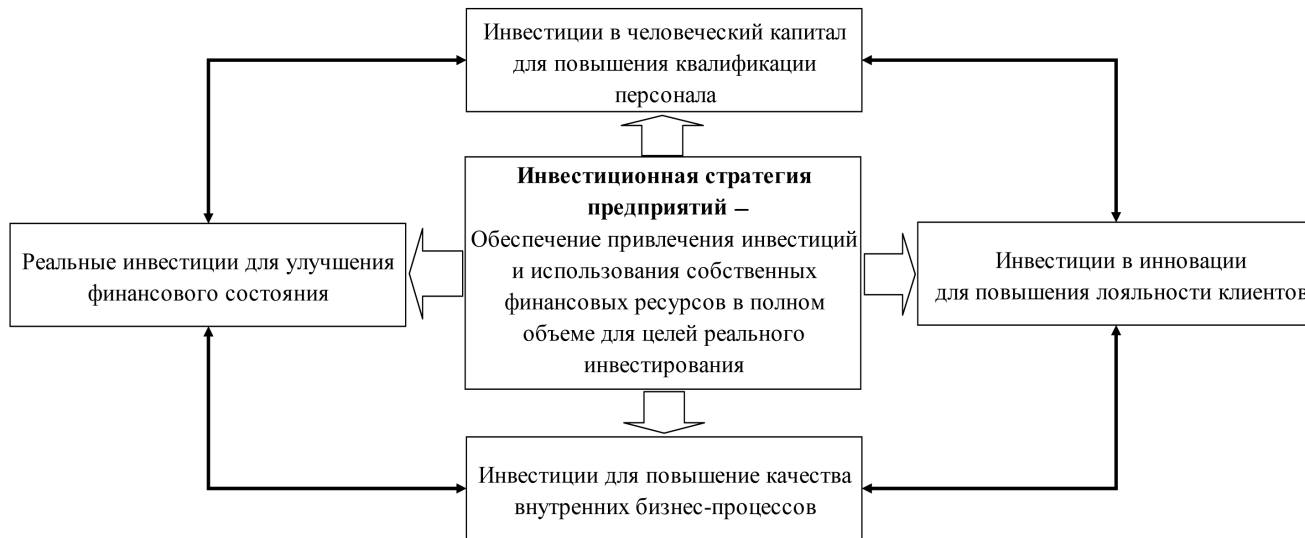 Инвестиции в человеческий капитал
для повышения квалификации
персонала
Инвестиционная стратегия
предприятий –
Обеспечение привлечения инвестиций
и использования собственных
финансовых ресурсов в полном
объеме для целей реального
инвестирования
Реальные инвестиции для улучшения
финансового состояния
Инвестиции в инновации
для повышения лояльности клиентов
Инвестиции для повышение качества
внутренних бизнес-процессов